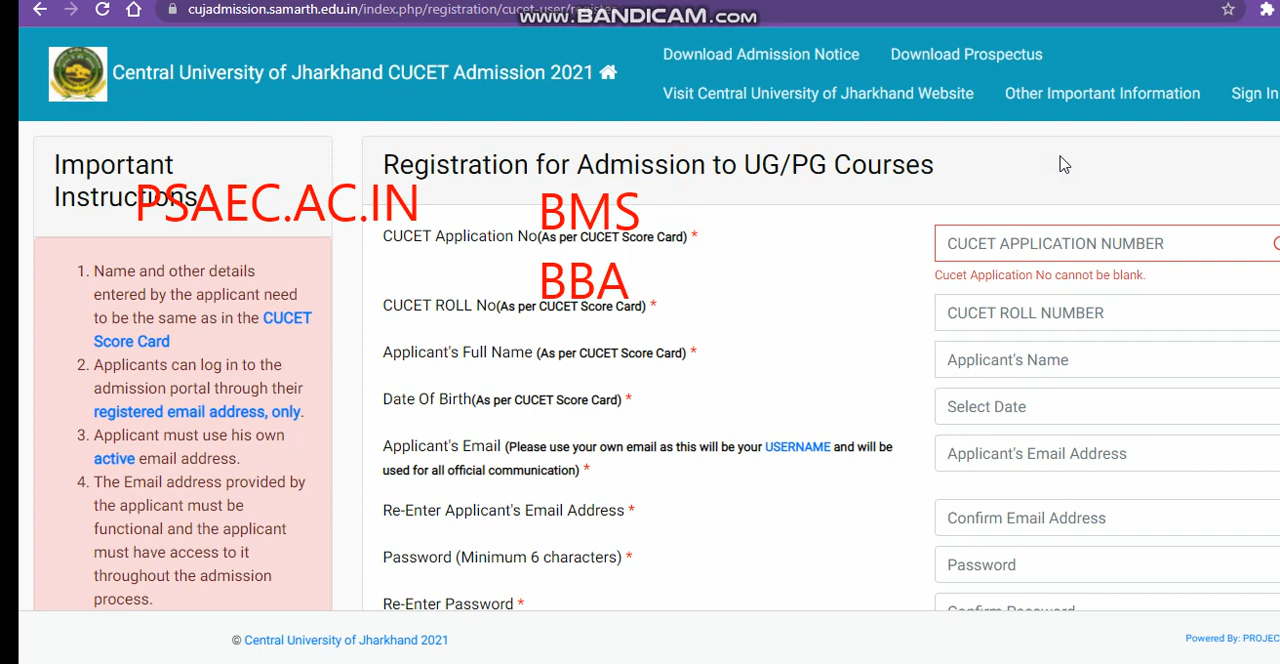 cujadmission.samarth.edu.in/index.php/registration/cucet-user/register
www.BANDICAM.com
Central University of Jharkhand CUCET Admission 2021
Download Admission Notice Download Prospectus
Visit Central University of Jharkhand Website Other Important Information Sign In
Important
Instructions
PSAEC.AC.IN
1. Name and other details
entered by the applicant need
to be the same as in the CUCET
Score Card
2. Applicants can log in to the
admission portal through their
registered email address, only.
3. Applicant must use his own
active email address.
4. The Email address provided by
the applicant must be
functional and the applicant
must have access to it
throughout the admission
process.
Registration for Admission to UG/PG Courses
BMS
CUCET Application No(As per CUCET Score Card) *
CUCET APPLICATION NUMBER
Cucet Application No cannot be blank.
BBA
CUCET ROLL No(As per CUCET Score Card) *
CUCET ROLL NUMBER
Applicant's Full Name (As per CUCET Score Card) *
Applicant's Name
Date Of Birth(As per CUCET Score Card) *
Select Date
Applicant's Email (Please use your own email as this will be your USERNAME and will be
used for all official communication) *
Applicant's Email Address
Re-Enter Applicant's Email Address *
Confirm Email Address
Password (Minimum 6 characters) *
Password
Re-Enter Password *
Confirm Password
© Central University of Jharkhand 2021
Powered By: PROJEC